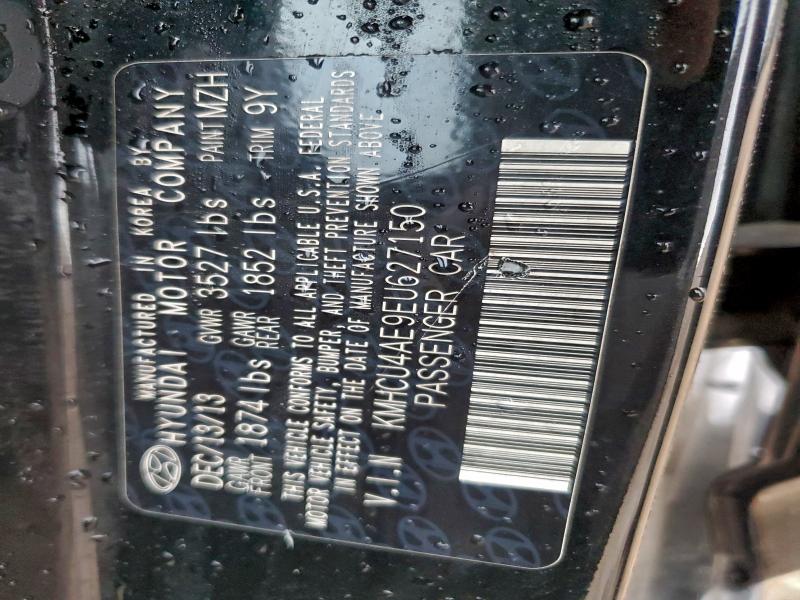 MANUFACTURED IN KOREA BY
HYUNDAI MOTOR COMPANY
DEC/13/13 GVWR 3527 lbs PAINT MZH
GAWR FRONT 1874 lbs GAWR REAR 1852 lbs TRIM 9Y
THIS VEHICLE CONFORMS TO ALL APPLICABLE U.S.A. FEDERAL
MOTOR VEHICLE SAFETY, BUMPER, AND THEFT PREVENTION STANDARDS
IN EFFECT ON THE DATE OF MANUFACTURE SHOWN ABOVE
V.I.N KMHCU4AE9EU627150
PASSENGER CAR